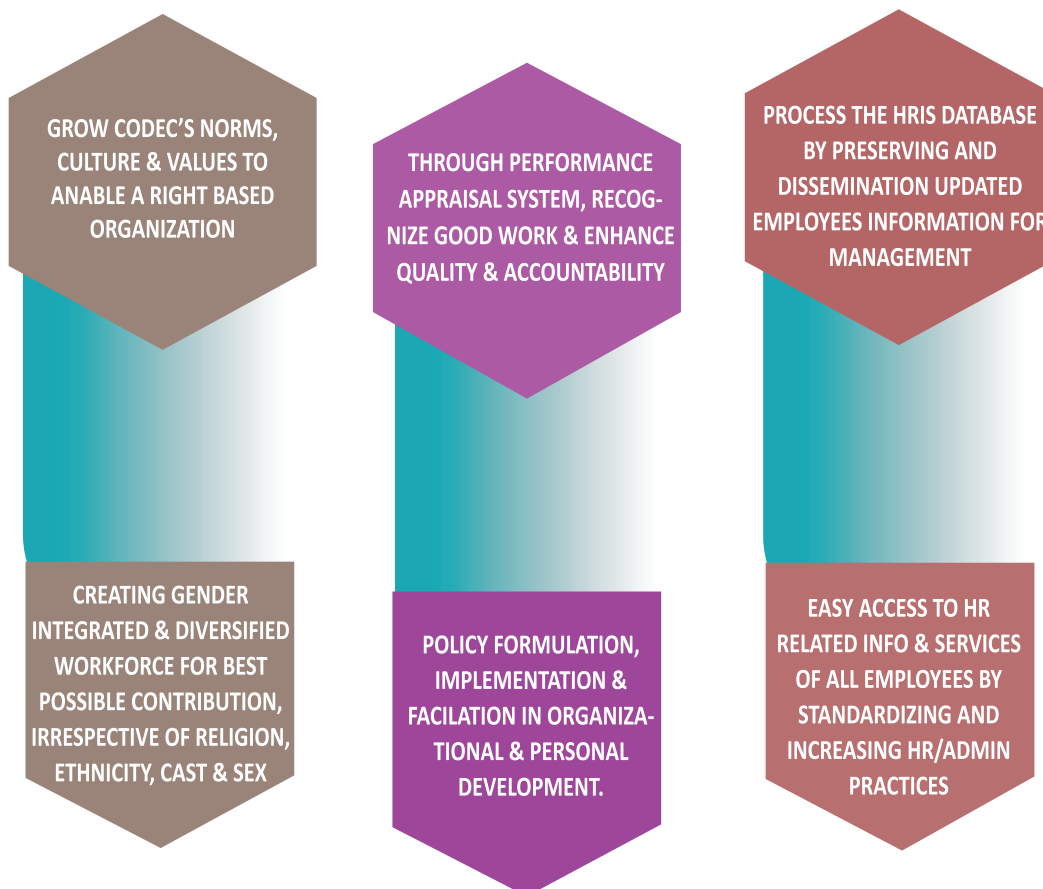 GROW CODEC’S NORMS,
CULTURE & VALUES TO
ANABLE A RIGHT BASED
ORGANIZATION
THROUGH PERFORMANCE
APPRAISAL SYSTEM, RECOG-
NIZE GOOD WORK & ENHANCE
QUALITY & ACCOUNTABILITY
PROCESS THE HRIS DATABASE
BY PRESERVING AND
DISSEMINATION UPDATED
EMPLOYEES INFORMATION FOR
MANAGEMENT
CREATING GENDER
INTEGRATED & DIVERSIFIED
WORKFORCE FOR BEST
POSSIBLE CONTRIBUTION,
IRRESPECTIVE OF RELIGION,
ETHNICITY, CAST & SEX
POLICY FORMULATION,
IMPLEMENTATION &
FACILATION IN ORGANIZA-
TIONAL & PERSONAL
DEVELOPMENT.
EASY ACCESS TO HR
RELATED INFO & SERVICES
OF ALL EMPLOYEES BY
STANDARDIZING AND
INCREASING HR/ADMIN
PRACTICES